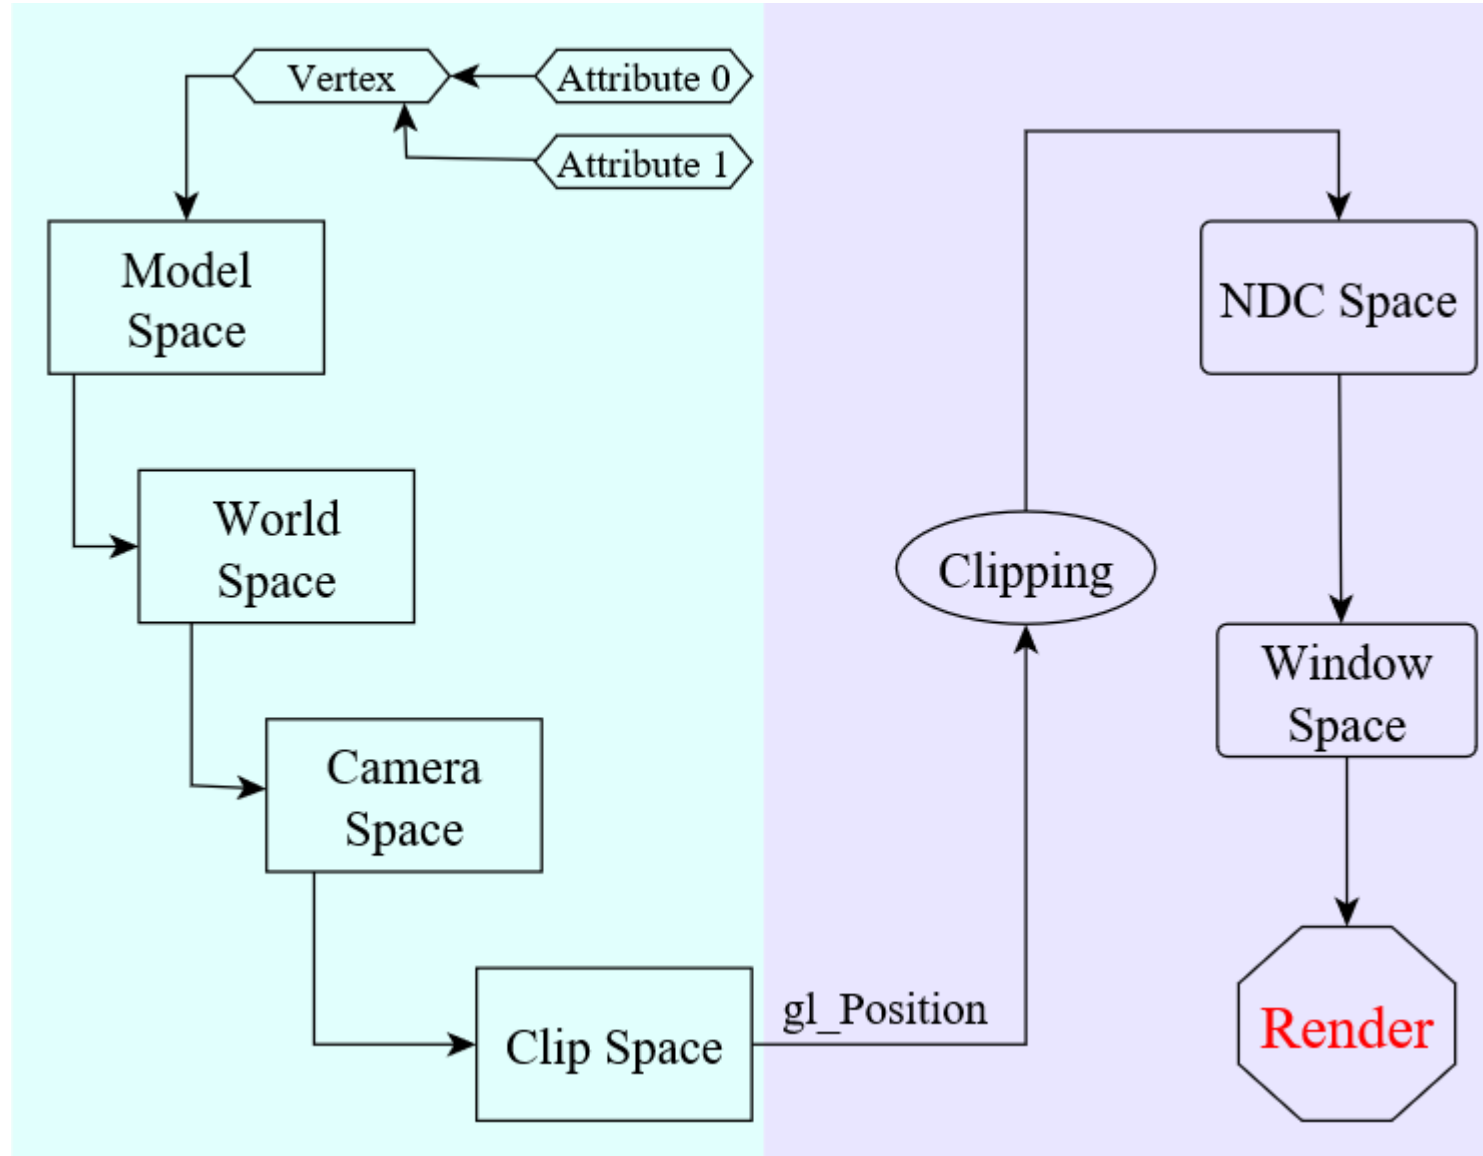 Vertex
Attribute 0
Attribute 1
Model
Space
World
Space
Camera
Space
Clip Space
gl_Position
Clipping
NDC Space
Window
Space
Render